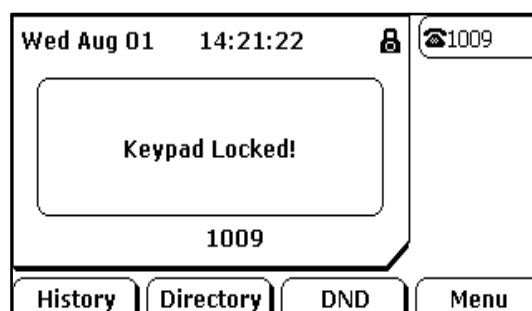 Wed Aug 01 14:21:22 1009
Keypad Locked!
1009
History Directory DND Menu